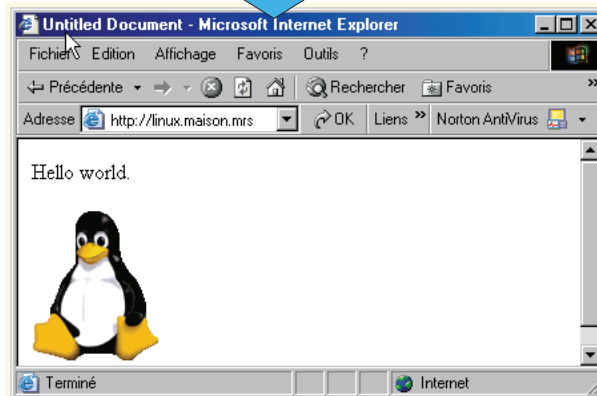 Untitled Document - Microsoft Internet Explorer
Fichier Edition Affichage Favoris Outils ?
Précédente Rechercher Favoris »
Adresse http://linux.maison.mrs OK Liens » Norton AntiVirus
Hello world.
Terminé Internet